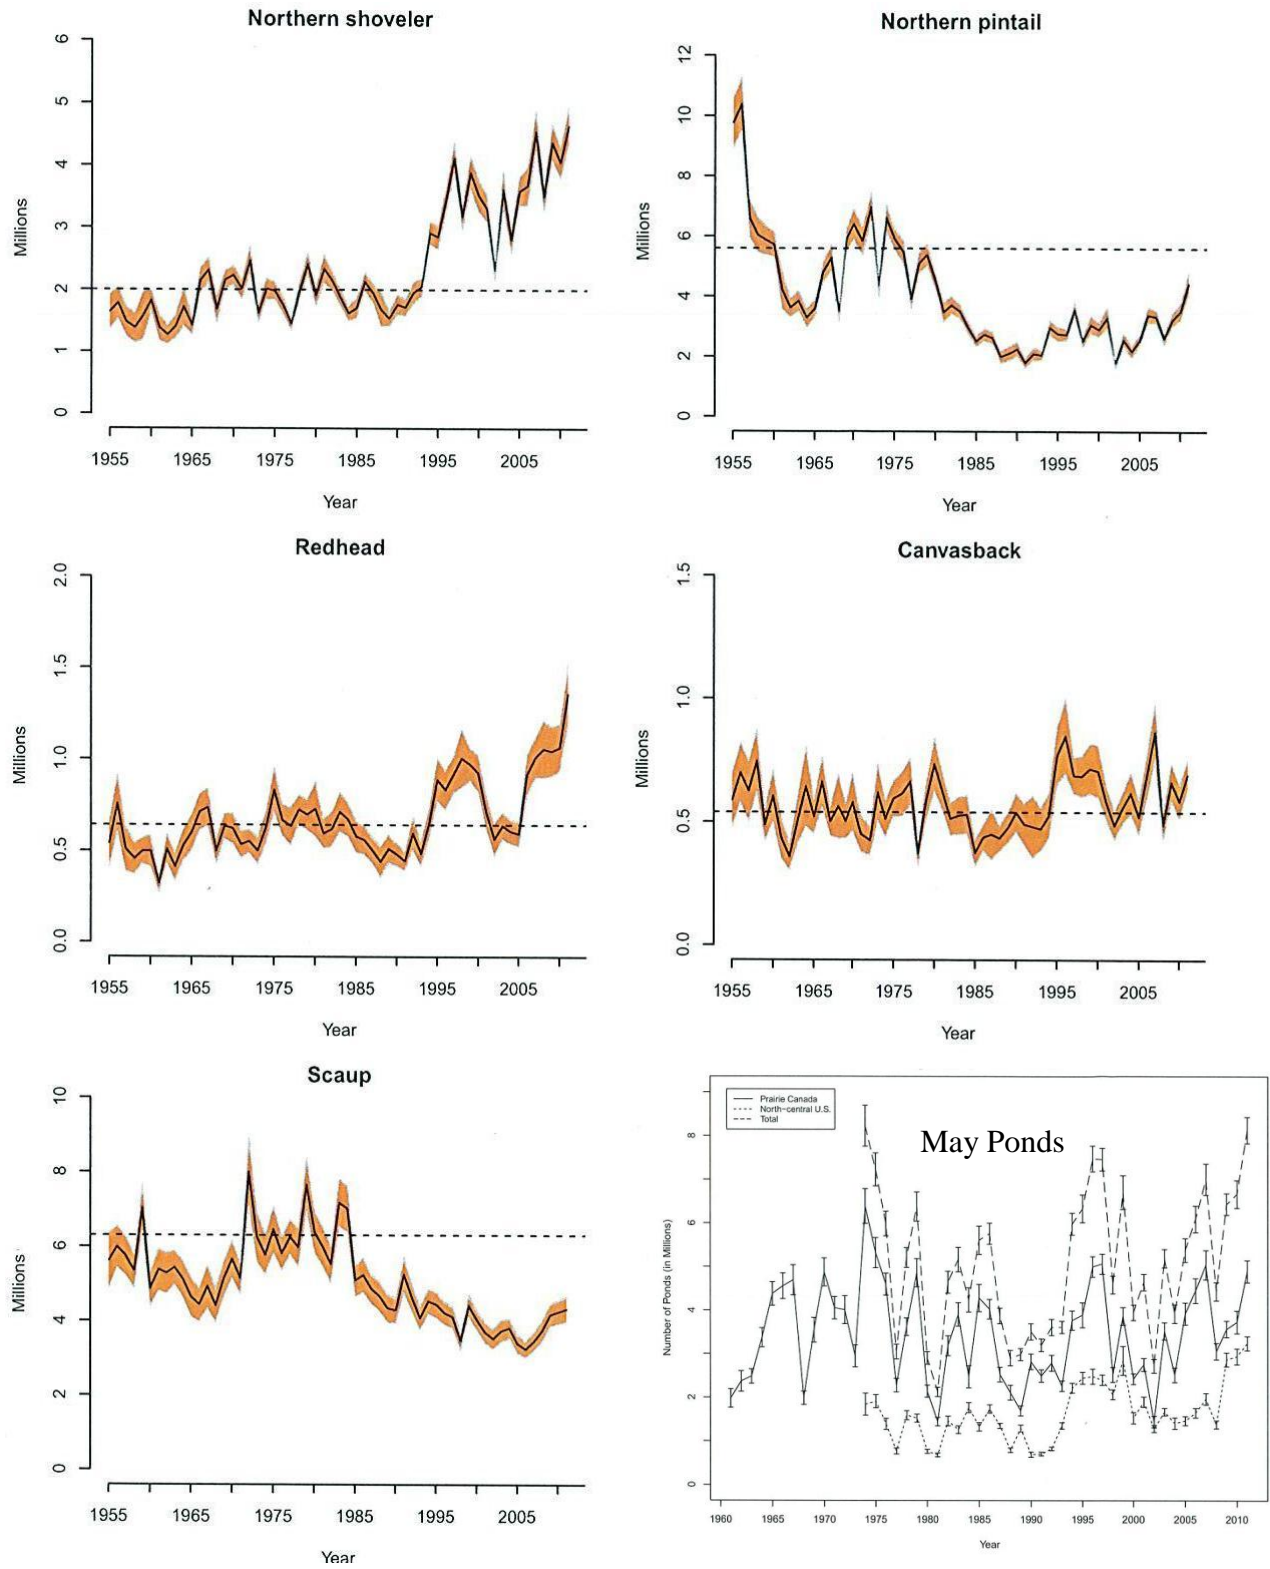 Northern shoveler
6
5
4
3
2
1
0
Millions
1955 1965 1975 1985 1995 2005
Year
Northern pintail
12
10
8
6
4
2
0
Millions
1955 1965 1975 1985 1995 2005
Year
Redhead
2.0
1.5
1.0
0.5
0.0
Millions
1955 1965 1975 1985 1995 2005
Year
Canvasback
1.5
1.0
0.5
0.0
Millions
1955 1965 1975 1985 1995 2005
Year
Scaup
10
8
6
4
2
0
Millions
1955 1965 1975 1985 1995 2005
Year
Prairie Canada
North-central U.S.
Total
May Ponds
8
6
4
2
0
Number of Ponds (in Millions)
1960 1965 1970 1975 1980 1985 1990 1995 2000 2005 2010
Year